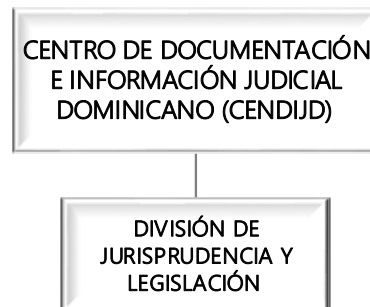 CENTRO DE DOCUMENTACIÓN
E INFORMACIÓN JUDICIAL
DOMINICANO (CENDIJD)
DIVISIÓN DE
JURISPRUDENCIA Y
LEGISLACIÓN